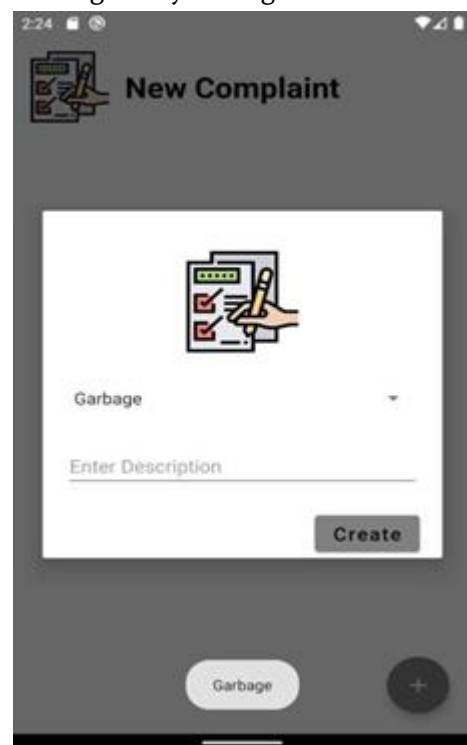 2:24
New Complaint
Garbage
Enter Description
Create
Garbage
+